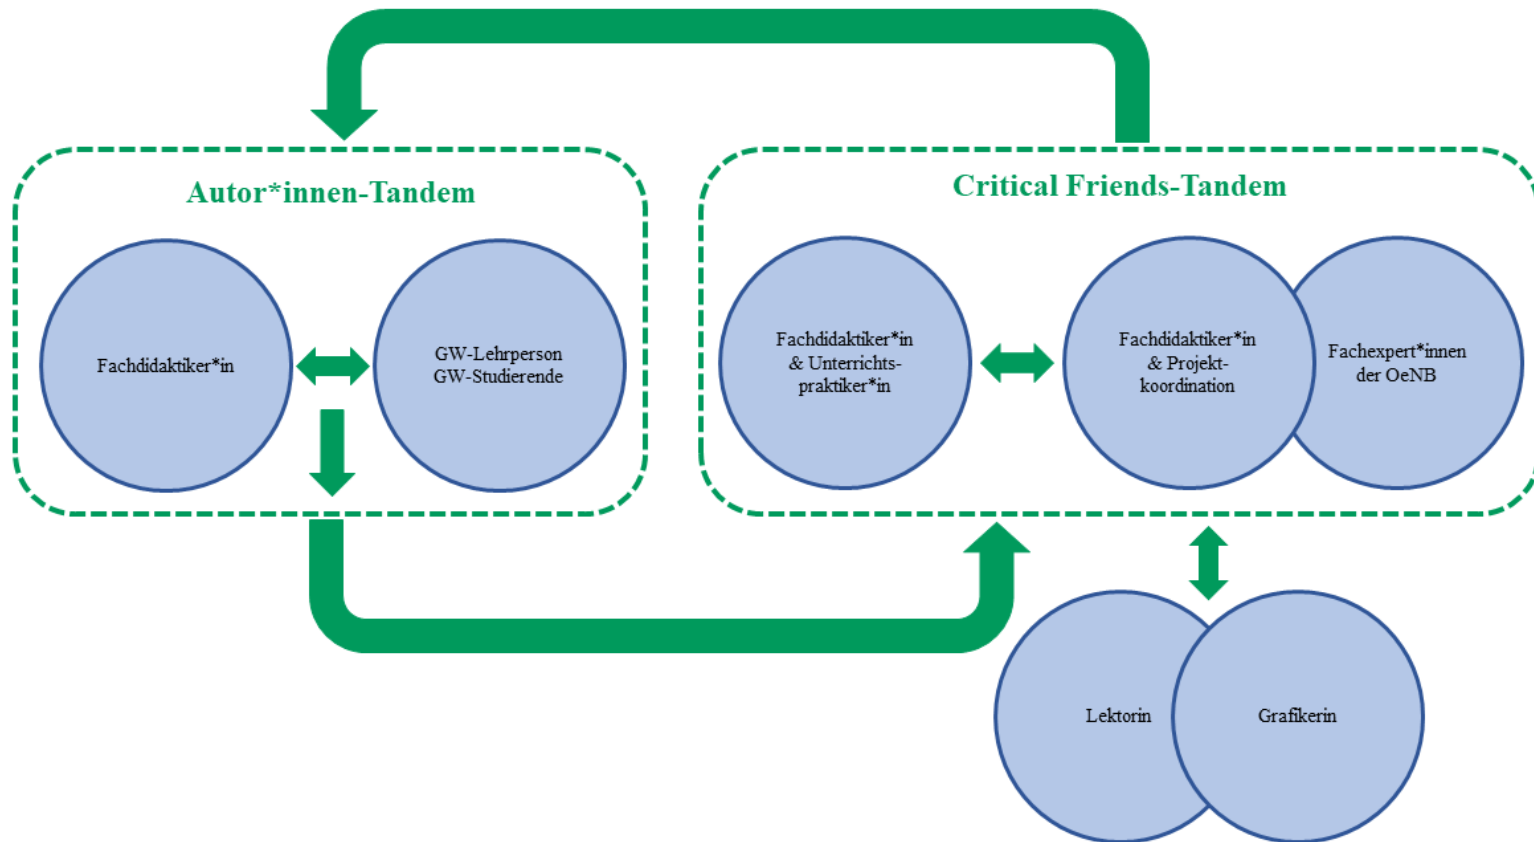 Autor*innen-Tandem
Fachdidaktiker*in
GW-Lehrperson
GW-Studierende
Critical Friends-Tandem
Fachdidaktiker*in
& Unterrichts-
praktiker*in
Fachdidaktiker*in
& Projekt-
koordination
Fachexpert*innen
der OeNB
Lektorin
Grafikerin